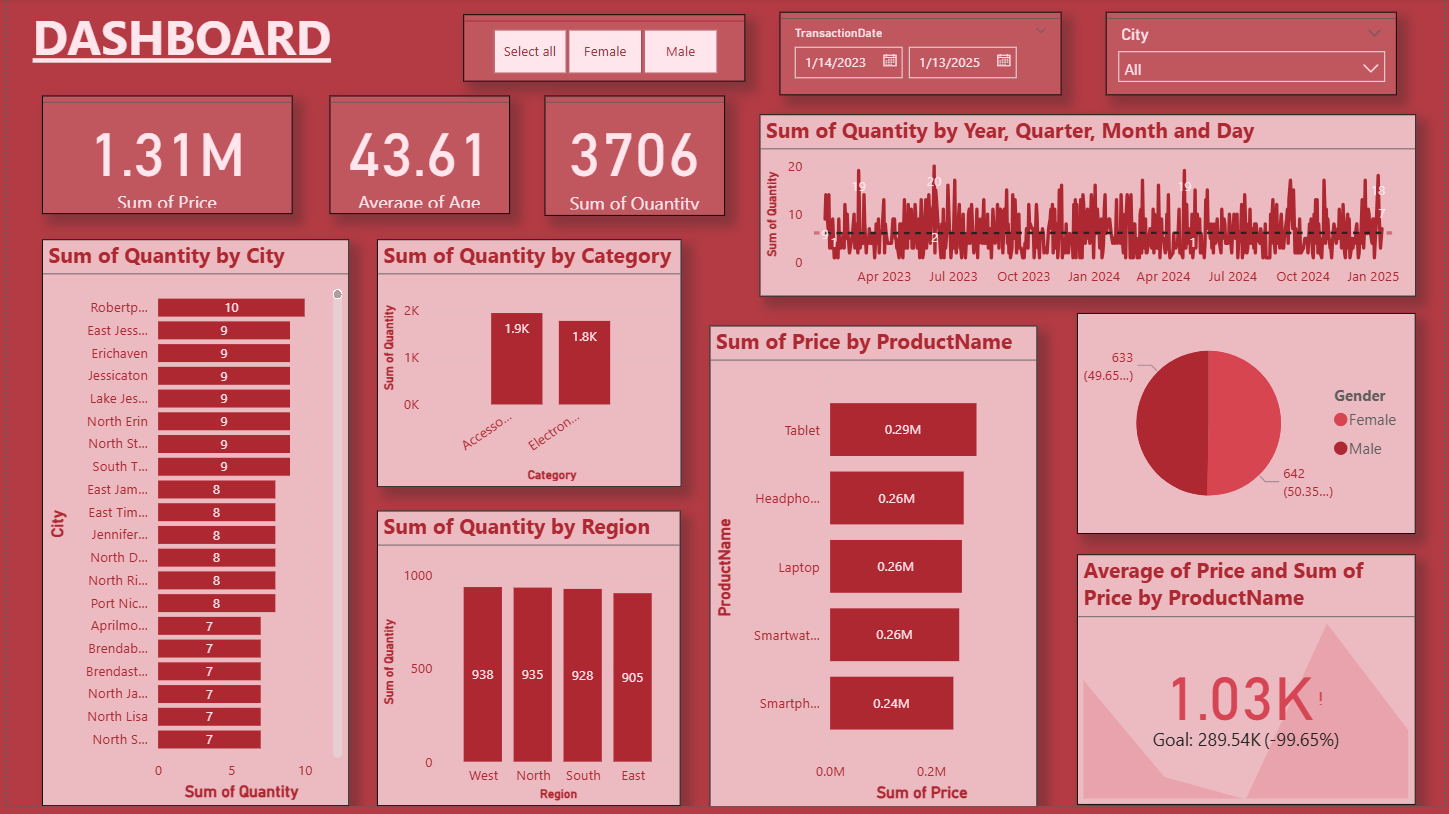 DASHBOARD
Select all
Female
Male
TransactionDate
1/14/2023
1/13/2025
City
All
1.31M
Sum of Price
43.61
Average of Age
3706
Sum of Quantity
Sum of Quantity by Year, Quarter, Month and Day
Sum of Quantity
20
10
0
19
20
19
18
7
1
2
1
Apr 2023
Jul 2023
Oct 2023
Jan 2024
Apr 2024
Jul 2024
Oct 2024
Jan 2025
Sum of Quantity by City
City
Robertp... 10
East Jess... 9
Erichaven 9
Jessicaton 9
Lake Jes... 9
North Erin 9
North St... 9
South T... 9
East Jam... 8
East Tim... 8
Jennifer... 8
North D... 8
North Ri... 8
Port Nic... 8
Aprilmo... 7
Brendab... 7
Brendast... 7
North Ja... 7
North Lisa 7
North S... 7
0 5 10
Sum of Quantity
Sum of Quantity by Category
Sum of Quantity
2K
1K
0K
1.9K
1.8K
Accesso...
Electron...
Category
Sum of Quantity by Region
Sum of Quantity
1000
500
0
938
935
928
905
West
North
South
East
Region
Sum of Price by ProductName
ProductName
Tablet 0.29M
Headpho... 0.26M
Laptop 0.26M
Smartwat... 0.26M
Smartph... 0.24M
0.0M 0.2M
Sum of Price
633
(49.65...)
642
(50.35...)
Gender
Female
Male
Average of Price and Sum of
Price by ProductName
1.03K!
Goal: 289.54K (-99.65%)